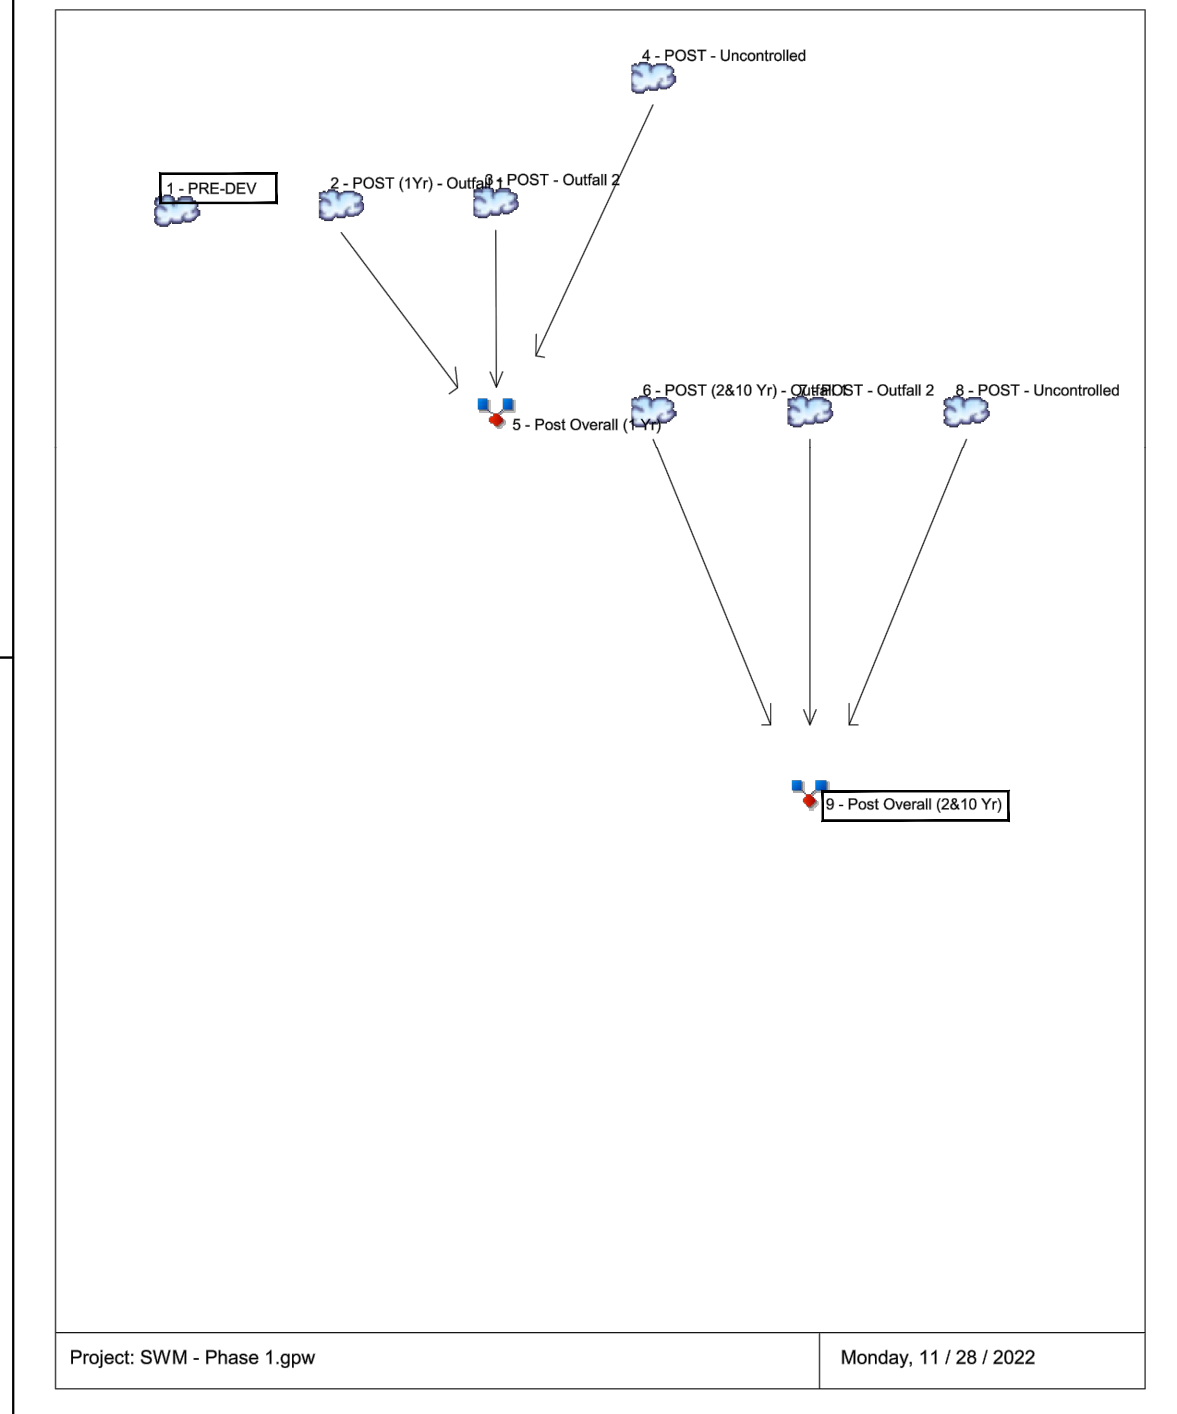 4 - POST - Uncontrolled
1 - PRE-DEV
2 - POST (1Yr) - Outfall 1
3 - POST - Outfall 2
5 - Post Overall (1 Yr)
6 - POST (2&10 Yr) - Outfall 1
7 - POST - Outfall 2
8 - POST - Uncontrolled
9 - Post Overall (2&10 Yr)
Project: SWM - Phase 1.gpw
Monday, 11 / 28 / 2022